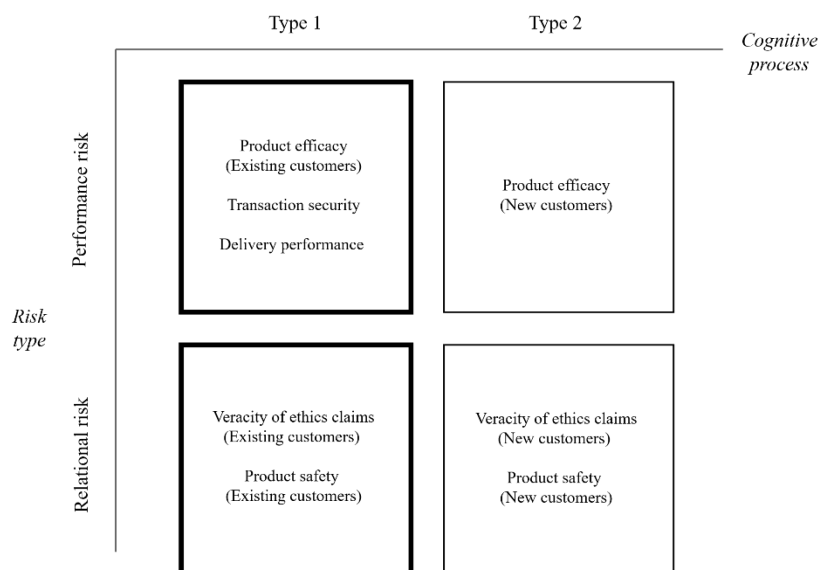 Type 1
Type 2
Cognitive
process
Performance risk
Product efficacy
(Existing customers)
Transaction security
Delivery performance
Product efficacy
(New customers)
Risk
type
Relational risk
Veracity of ethics claims
(Existing customers)
Product safety
(Existing customers)
Veracity of ethics claims
(New customers)
Product safety
(New customers)